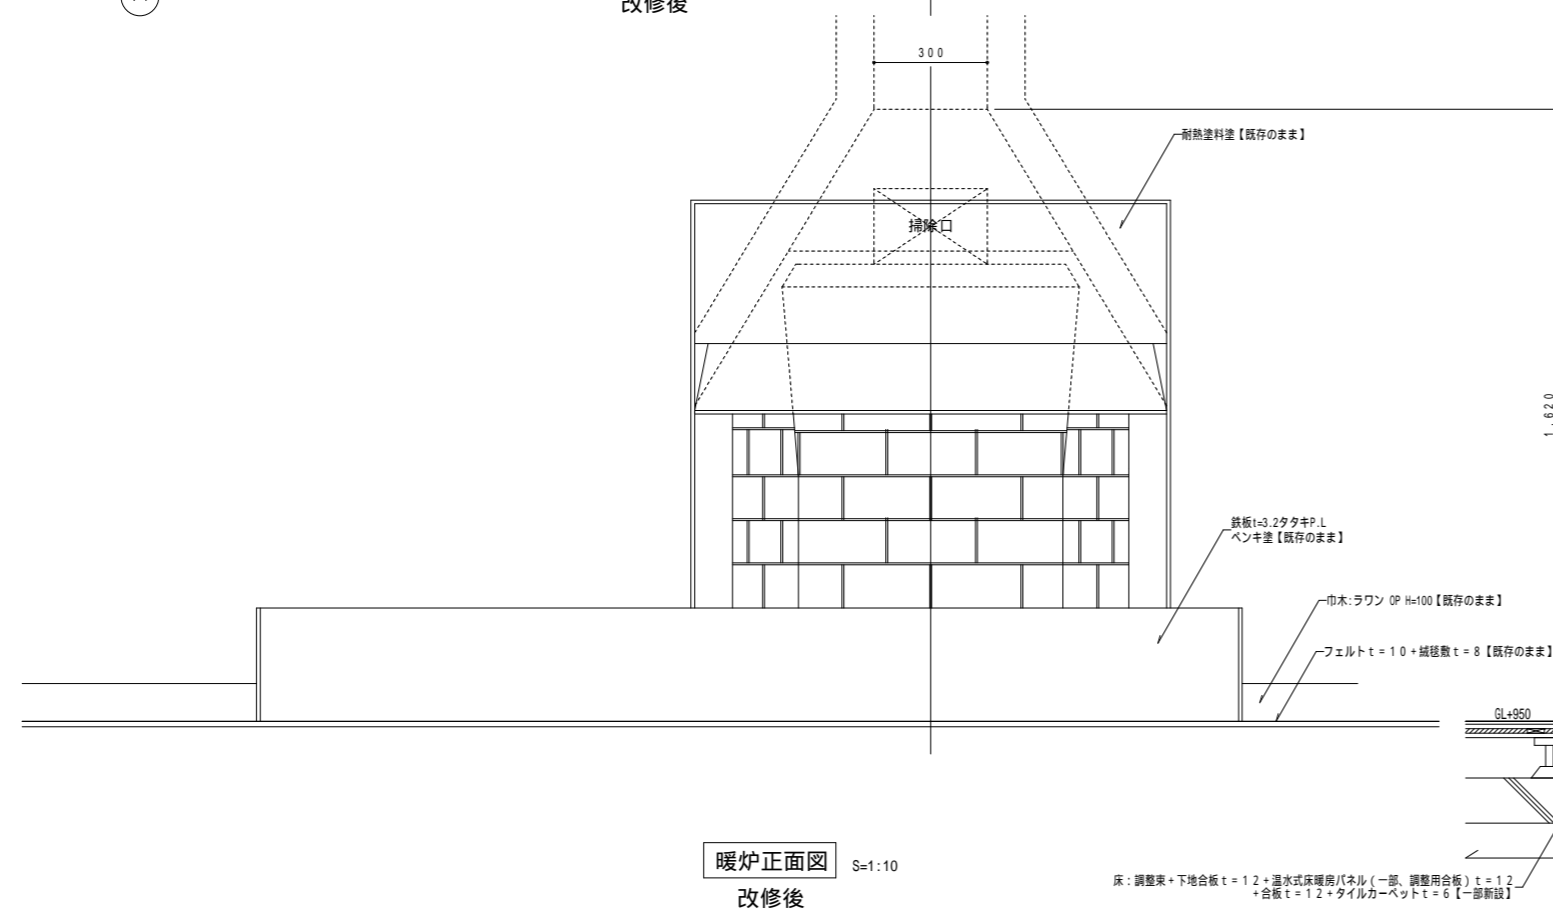 改修後
300
耐熱塗料塗【既存のまま】
掃除口
1,620
鉄板t=3.2タタキP.L
ペンキ塗【既存のまま】
巾木:ラワン OP H=100【既存のまま】
フェルトｔ＝１０＋絨毯敷ｔ＝８【既存のまま】
GL+950
暖炉正面図 S=1:10
改修後
床：調整束＋下地合板ｔ＝１２＋温水式床暖房パネル（一部、調整用合板）ｔ＝１２
＋合板ｔ＝１２＋タイルカーペットｔ＝６【一部新設】